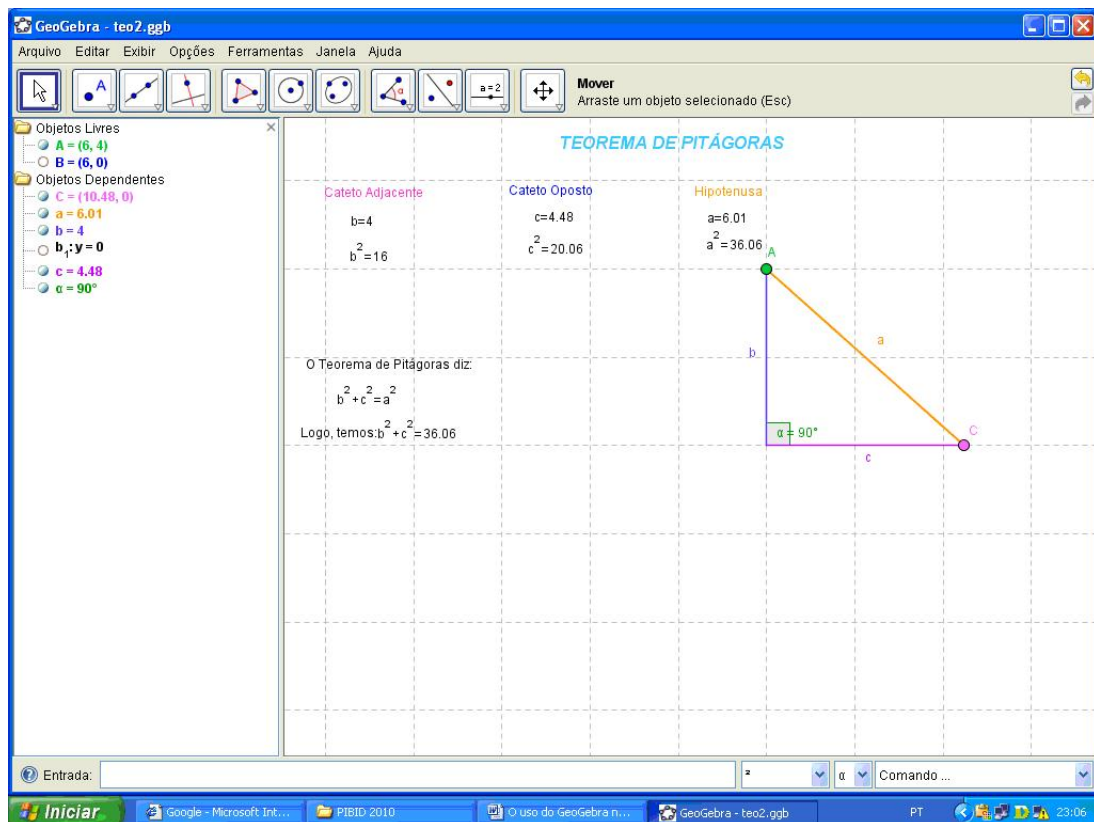 GeoGebra - teo2.ggb
Arquivo Editar Exibir Opções Ferramentas Janela Ajuda
A
α
a=2
Mover
Arraste um objeto selecionado (Esc)
Objetos Livres
A = (6, 4)
B = (6, 0)
Objetos Dependentes
C = (10.48, 0)
a = 6.01
b = 4
b₁: y = 0
c = 4.48
α = 90°
TEOREMA DE PITÁGORAS
Cateto Adjacente Cateto Oposto Hipotenusa
b=4 c=4.48 a=6.01
b²=16 c²=20.06 a²=36.06
A
a
b
O Teorema de Pitágoras diz:
b²+c²=a²
Logo, temos:b²+c²=36.06
α = 90°
C
c
Entrada: ² α Comando ...
Iniciar Google - Microsoft Int... PIBID 2010 O uso do GeoGebra n... GeoGebra - teo2.ggb PT 23:06